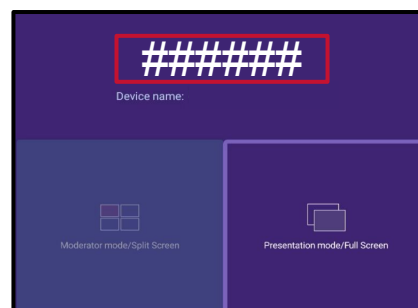 ######
Device name:
Moderator mode/Split Screen
Presentation mode/Full Screen